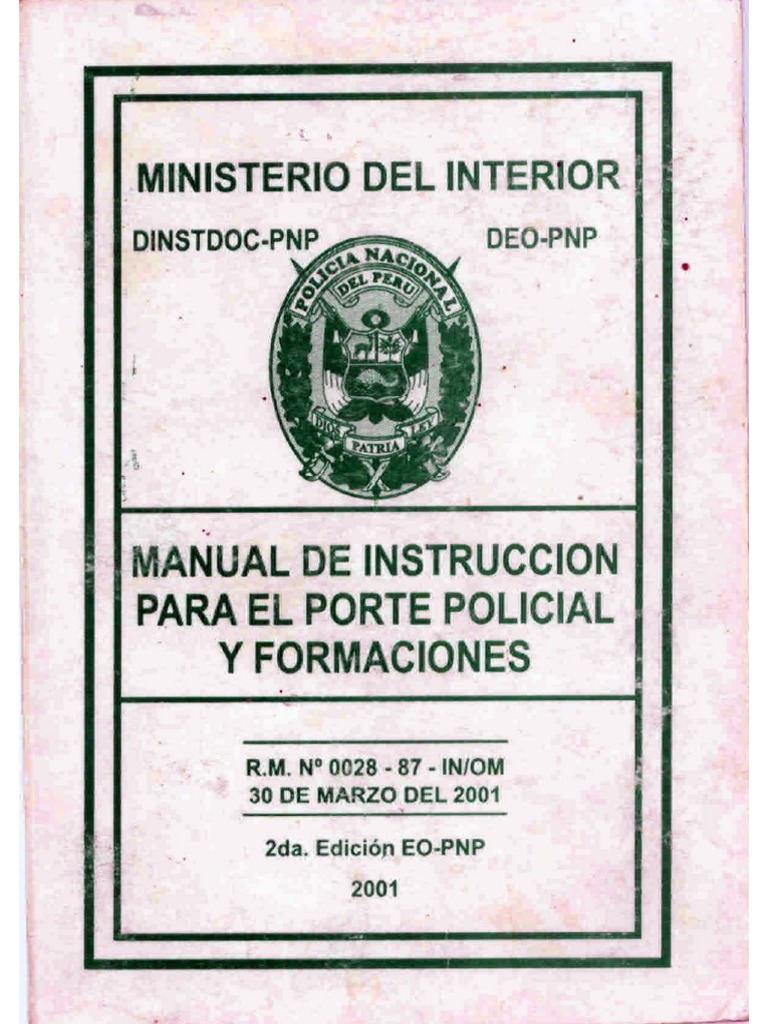 MINISTERIO DEL INTERIOR
DINSTDOC-PNP DEO-PNP
POLICIA NACIONAL
DEL PERU
DIOS PATRIA LEY
MANUAL DE INSTRUCCION
PARA EL PORTE POLICIAL
Y FORMACIONES
R.M. Nº 0028 - 87 - IN/OM
30 DE MARZO DEL 2001
2da. Edición EO-PNP
2001